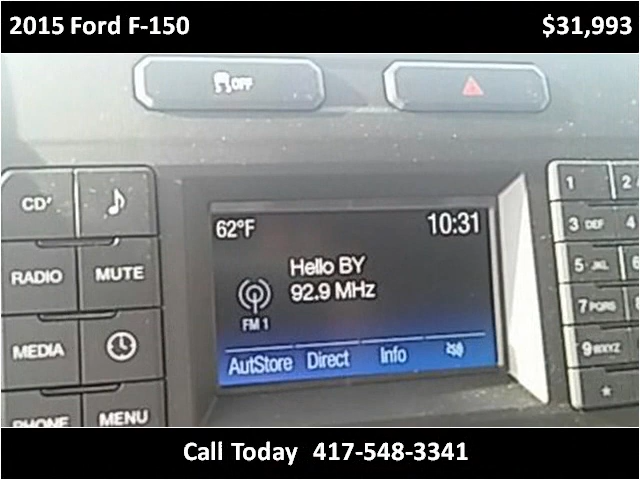 2015 Ford F-150 $31,993
OFF
CD
62°F 10:31
1 2
RADIO MUTE
Hello BY
92.9 MHz
FM 1
3 DEF 4
5 JKL 6
7 PQRS
MEDIA
AutStore Direct Info
9 WXYZ
*
PHONE MENU
Call Today 417-548-3341